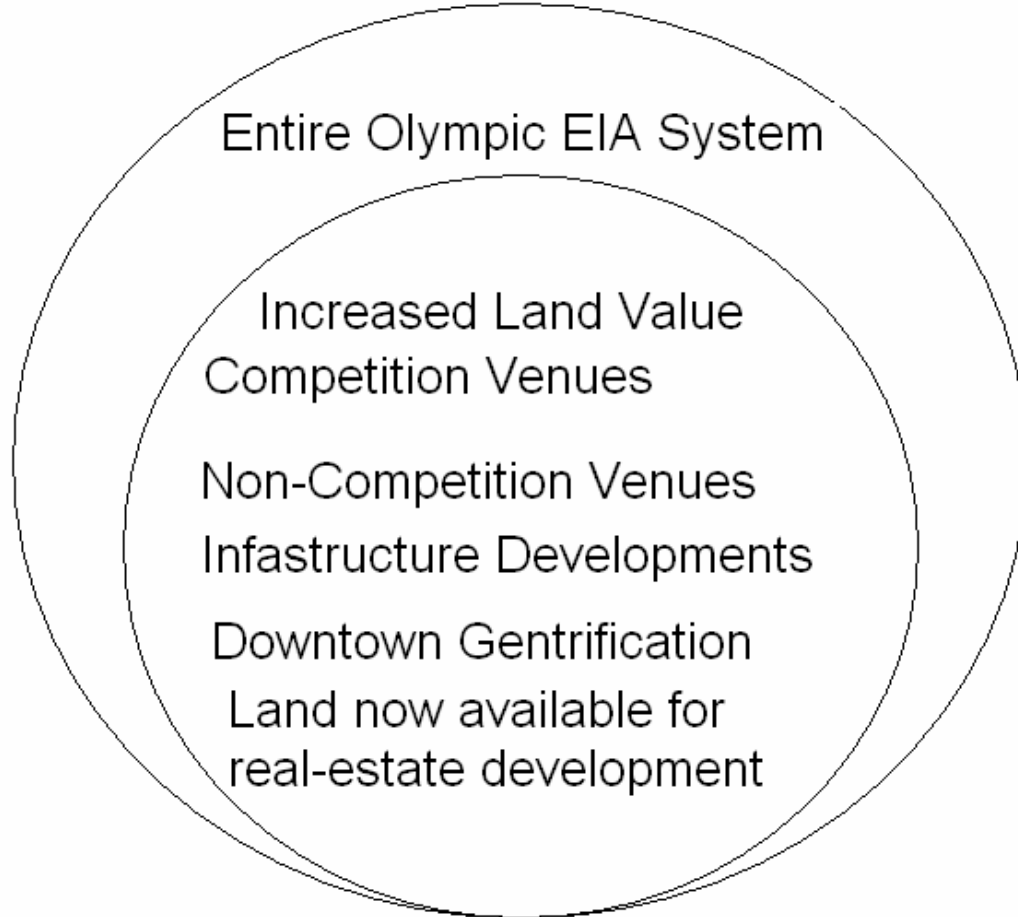 Entire Olympic EIA System
Increased Land Value
Competition Venues
Non-Competition Venues
Infastructure Developments
Downtown Gentrification
Land now available for
real-estate development